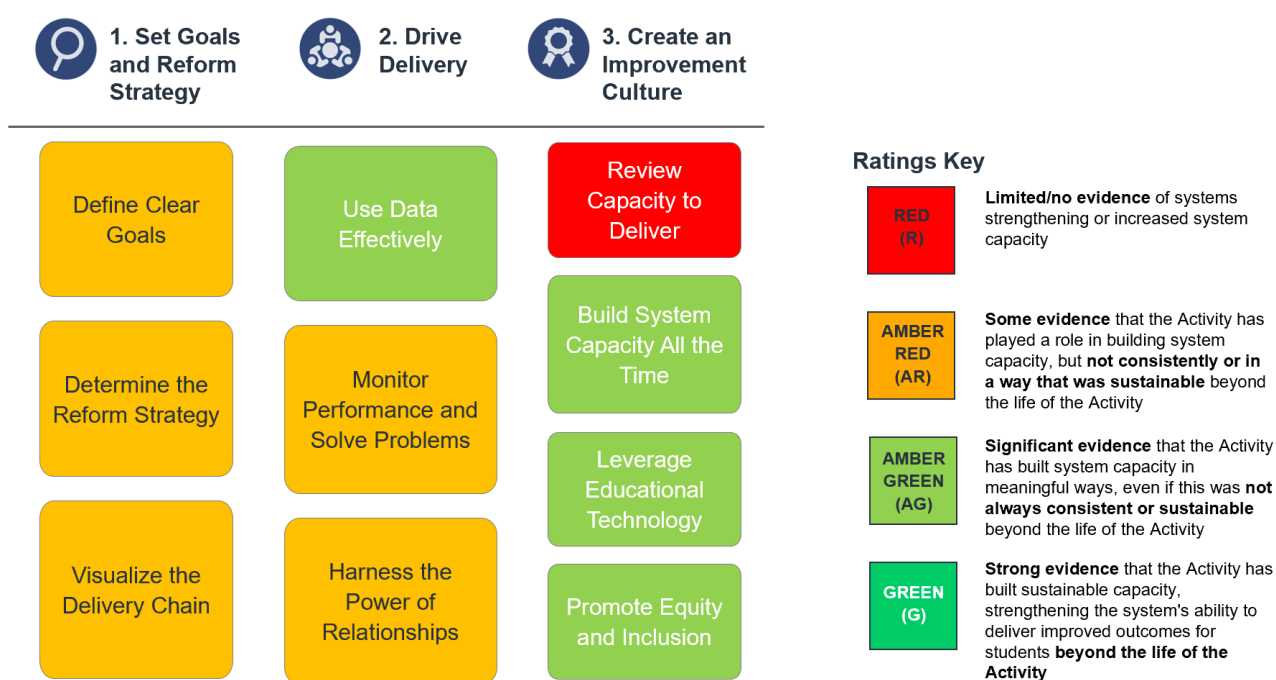 1. Set Goals
and Reform
Strategy
2. Drive
Delivery
3. Create an
Improvement
Culture
Define Clear
Goals
Determine the
Reform Strategy
Visualize the
Delivery Chain
Use Data
Effectively
Monitor
Performance and
Solve Problems
Harness the
Power of
Relationships
Review
Capacity to
Deliver
Build System
Capacity All the
Time
Leverage
Educational
Technology
Promote Equity
and Inclusion
Ratings Key
RED
(R)
Limited/no evidence of systems
strengthening or increased system
capacity
AMBER
RED
(AR)
Some evidence that the Activity has
played a role in building system
capacity, but not consistently or in
a way that was sustainable beyond
the life of the Activity
AMBER
GREEN
(AG)
Significant evidence that the Activity
has built system capacity in
meaningful ways, even if this was not
always consistent or sustainable
beyond the life of the Activity
GREEN
(G)
Strong evidence that the Activity has
built sustainable capacity,
strengthening the system's ability to
deliver improved outcomes for
students beyond the life of the
Activity